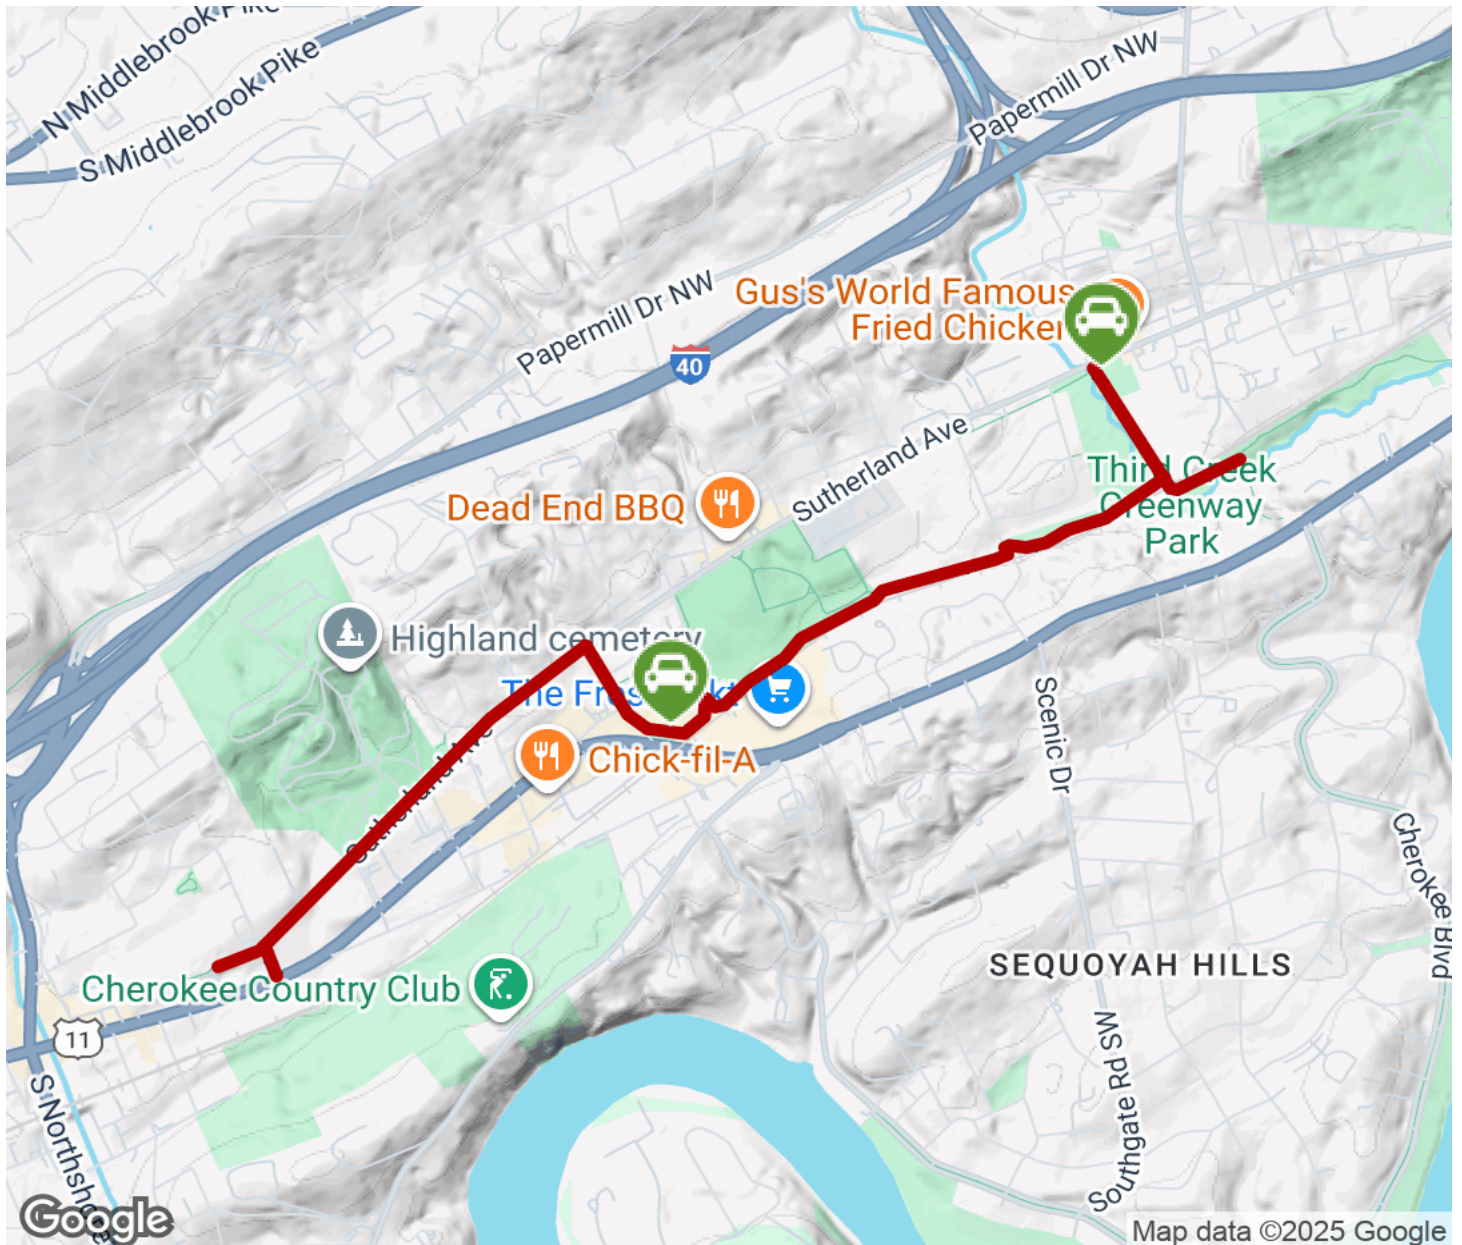 N Middlebrook Pike
S Middlebrook Pike
Papermill Dr NW
Gus's World Famous
Fried Chicken
Papermill Dr NW
40
Sutherland Ave
Third Creek
Greenway
Park
Dead End BBQ
Highland cemetery
Chick-fil-A
Sutherland Ave
Scenic Dr
Cherokee Blvd
SEQUOYAH HILLS
Cherokee Country Club
11
Southgate Rd SW
Google
Map data ©2025 Google